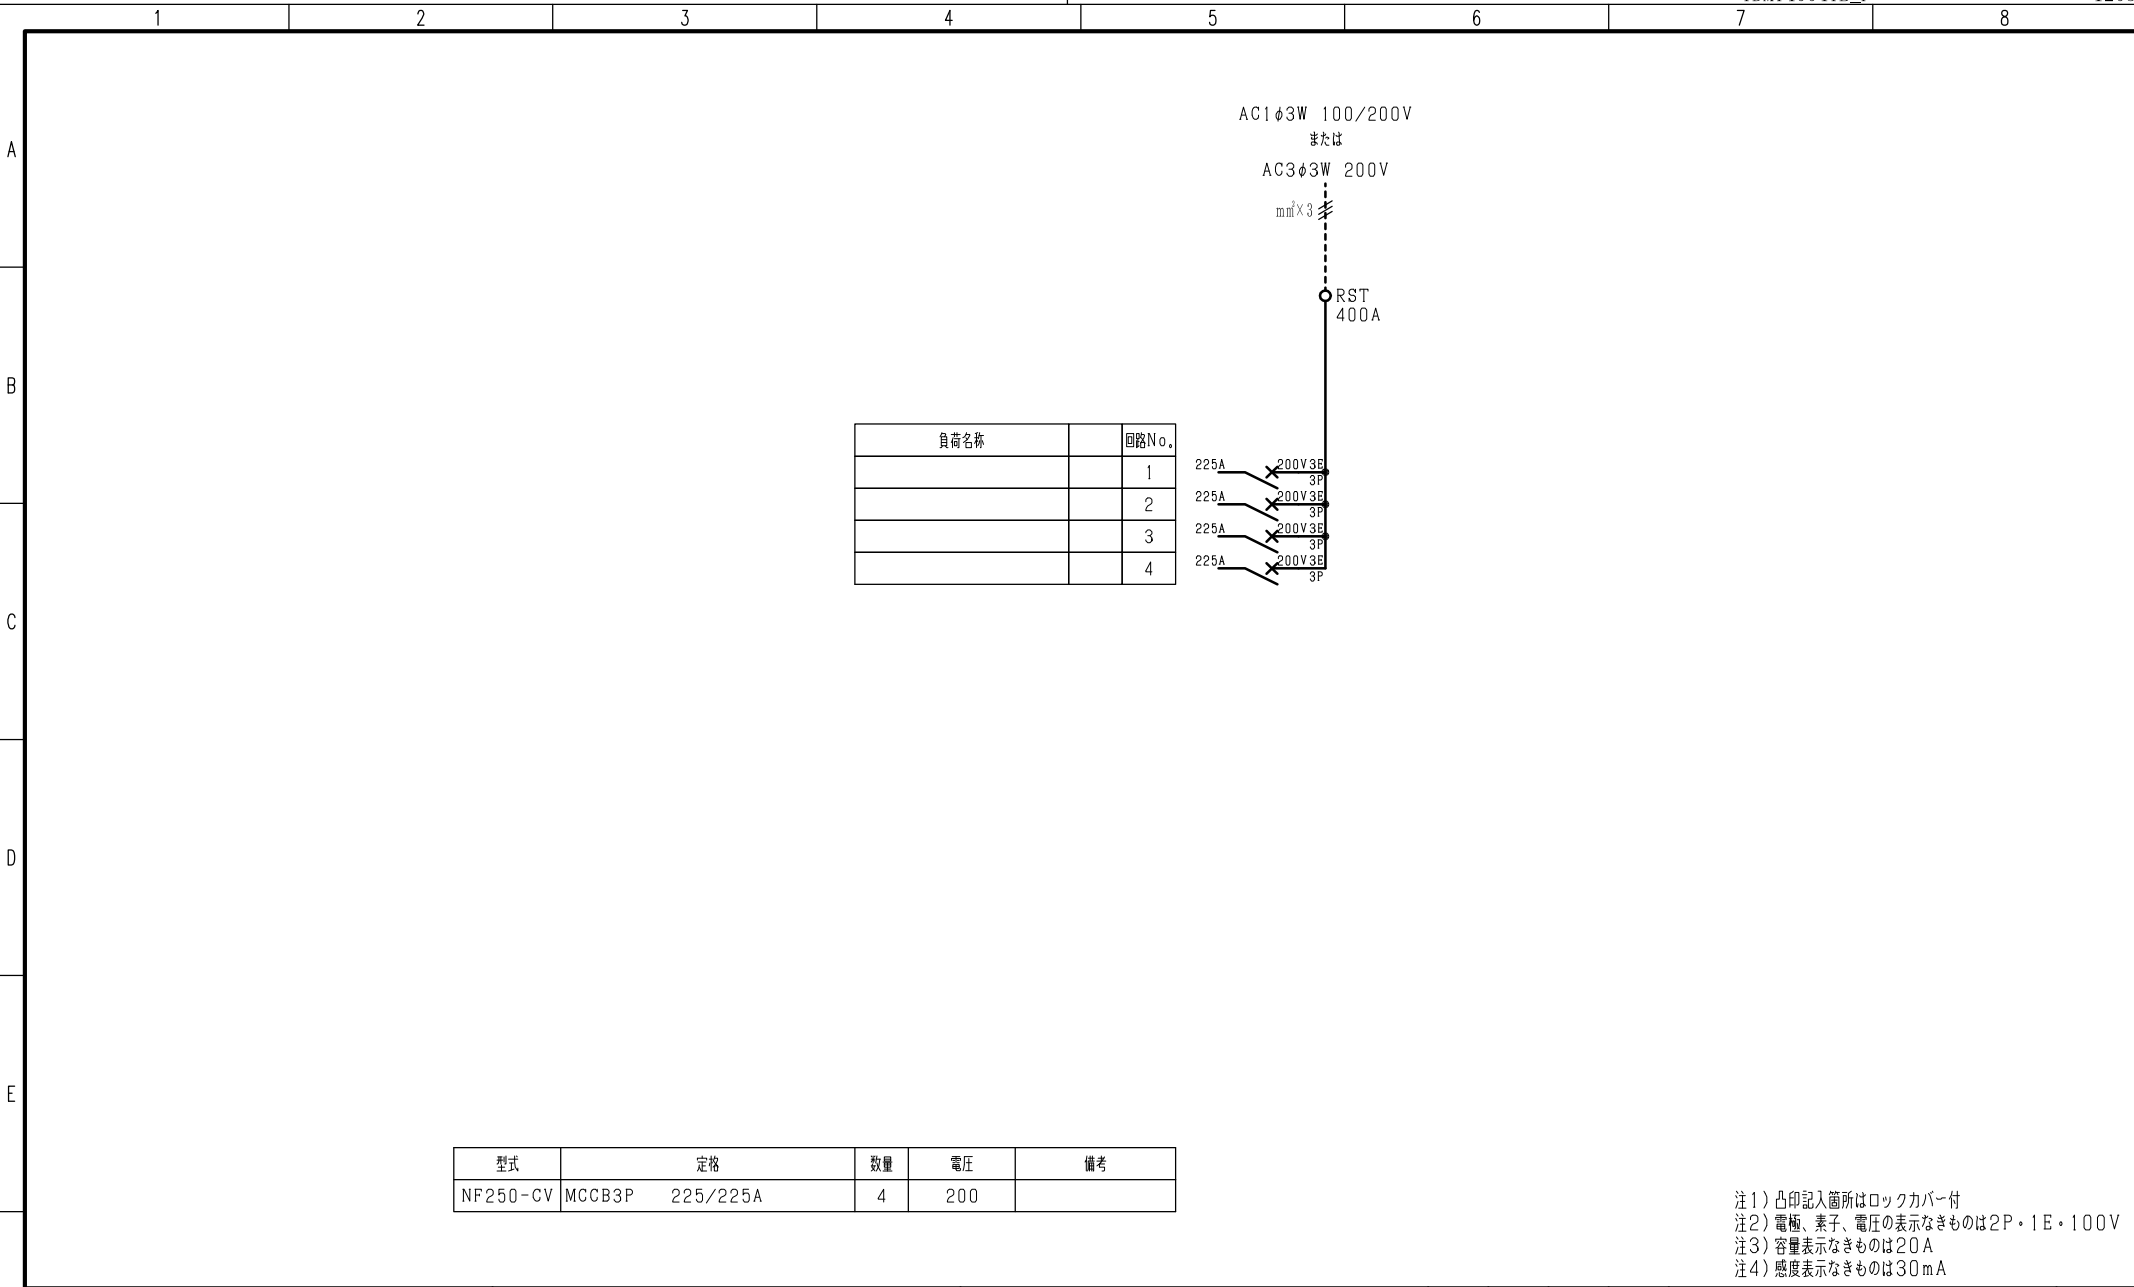 1 2 3 4 5 6 7 8
A
AC1φ3W 100/200V
または
AC3φ3W 200V
mm²×3
RST
400A
B
負荷名称 回路No.
1 225A 200V3E
3P
2 225A 200V3E
3P
3 225A 200V3E
3P
4 225A 200V3E
3P
C
D
E
型式 定格 数量 電圧 備考
NF250-CV MCCB3P 225/225A 4 200
注1)凸印記入箇所はロックカバー付
注2)電極、素子、電圧の表示なきものは2P・1E・100V
注3)容量表示なきものは20A
注4)感度表示なきものは30mA